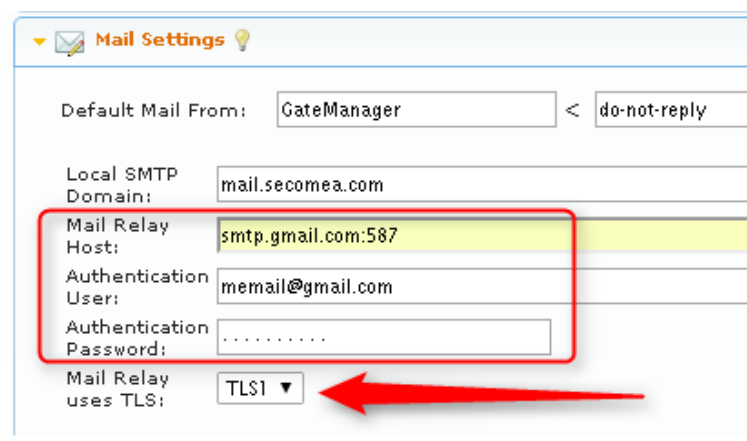 Mail Settings
Default Mail From: GateManager < do-not-reply
Local SMTP
Domain: mail.secomea.com
Mail Relay
Host: smtp.gmail.com:587
Authentication
User: memail@gmail.com
Authentication
Password: . . . . . . . . . .
Mail Relay
uses TLS: TLS1